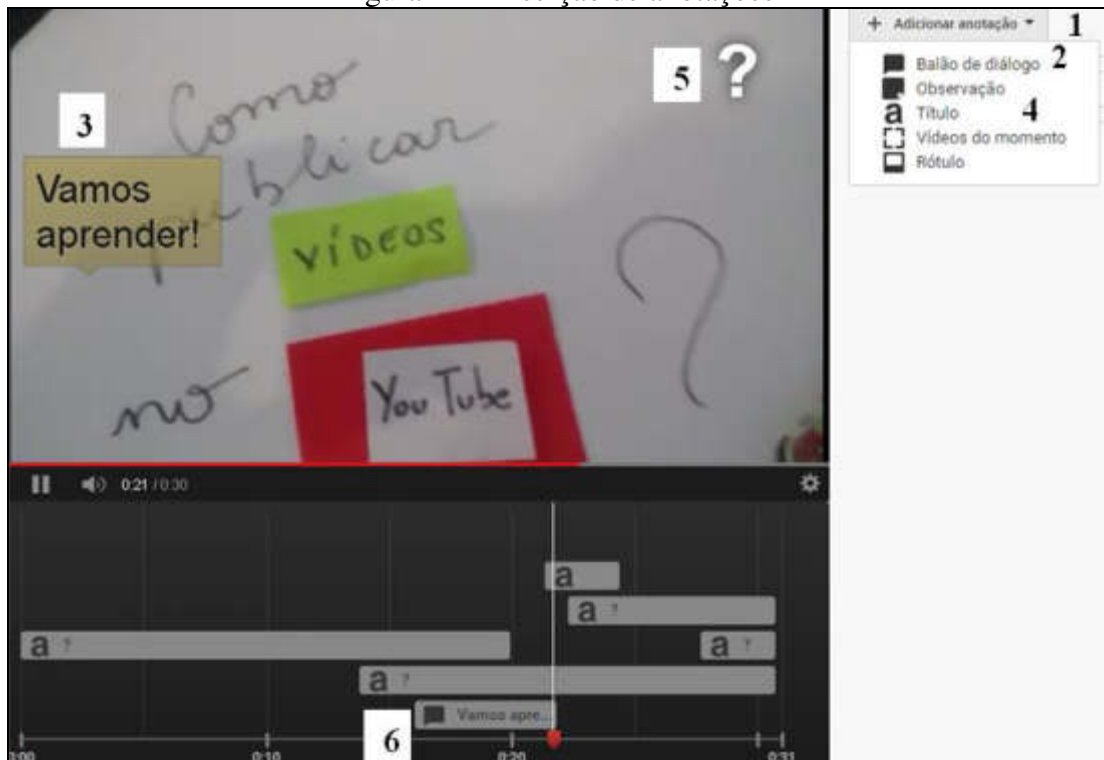 + Adicionar anotação
1
Balão de diálogo
2
Observação
a Título
4
Vídeos do momento
Rótulo
3
5
?
Como
publicar
Vamos
aprender!
VÍDEOS
?
no
YouTube
0:21 / 0:30
a
a ?
a ?
a ?
a ?
Vamos apre...
6
0:10
0:20
0:31